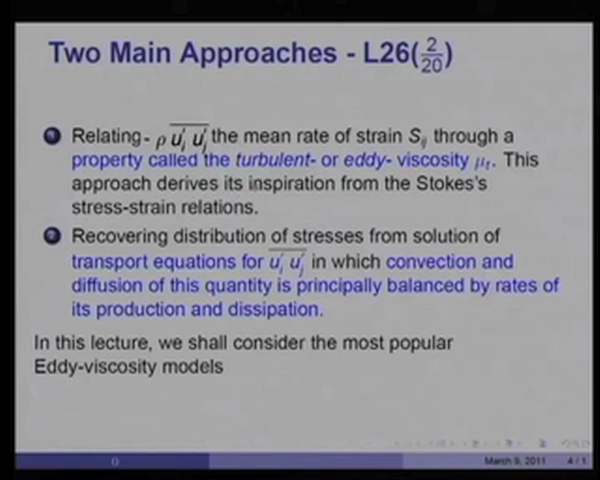 Two Main Approaches - L26(2/20)
1 Relating- ρ u′i u′j the mean rate of strain Sij through a
property called the turbulent- or eddy- viscosity μt. This
approach derives its inspiration from the Stokes's
stress-strain relations.
2 Recovering distribution of stresses from solution of
transport equations for u′i u′j in which convection and
diffusion of this quantity is principally balanced by rates of
its production and dissipation.
In this lecture, we shall consider the most popular
Eddy-viscosity models
() March 9, 2011 4 / 1